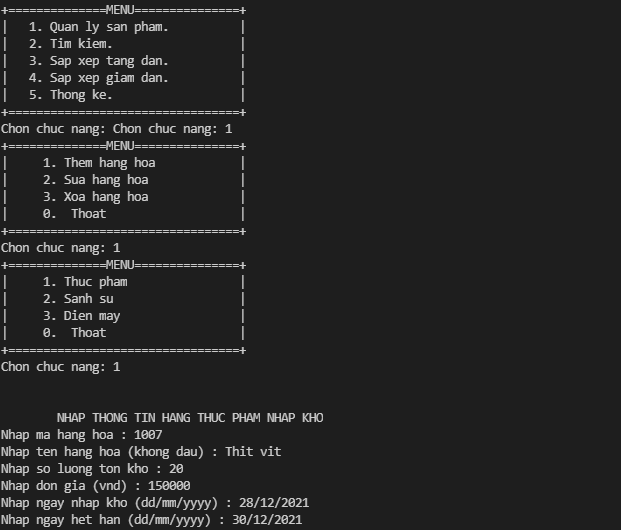 +==============MENU===============+
|   1. Quan ly san pham.          |
|   2. Tim kiem.                  |
|   3. Sap xep tang dan.          |
|   4. Sap xep giam dan.          |
|   5. Thong ke.                  |
+=================================+
Chon chuc nang: Chon chuc nang: 1
+==============MENU===============+
|     1. Them hang hoa            |
|     2. Sua hang hoa             |
|     3. Xoa hang hoa             |
|     0.  Thoat                   |
+=================================+
Chon chuc nang: 1
+==============MENU===============+
|     1. Thuc pham                |
|     2. Sanh su                  |
|     3. Dien may                 |
|     0.  Thoat                   |
+=================================+
Chon chuc nang: 1
        NHAP THONG TIN HANG THUC PHAM NHAP KHO
Nhap ma hang hoa : 1007
Nhap ten hang hoa (khong dau) : Thit vit
Nhap so luong ton kho : 20
Nhap don gia (vnd) : 150000
Nhap ngay nhap kho (dd/mm/yyyy) : 28/12/2021
Nhap ngay het han (dd/mm/yyyy) : 30/12/2021